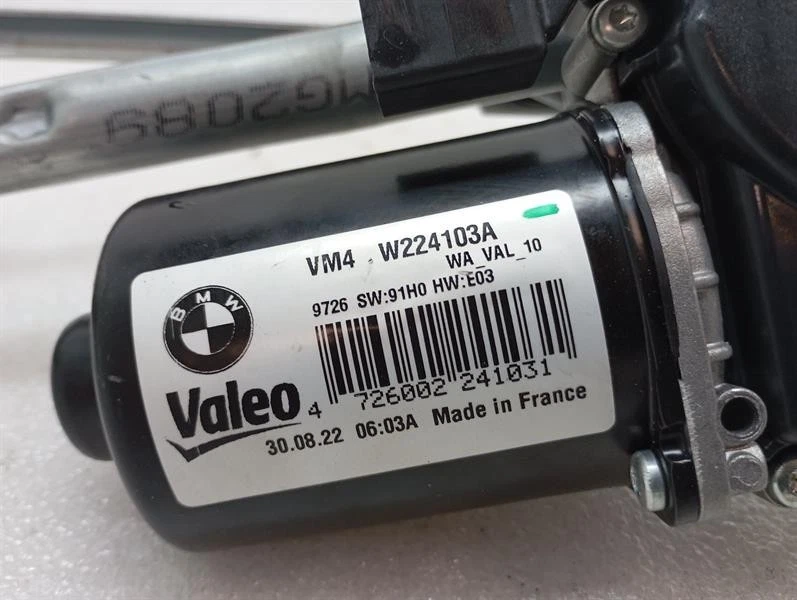 MG2089
VM4 W224103A
WA_VAL_10
9726 SW:91H0 HW:E03
BMW
Valeo
4 726002 241031
30.08.22 06:03A Made in France